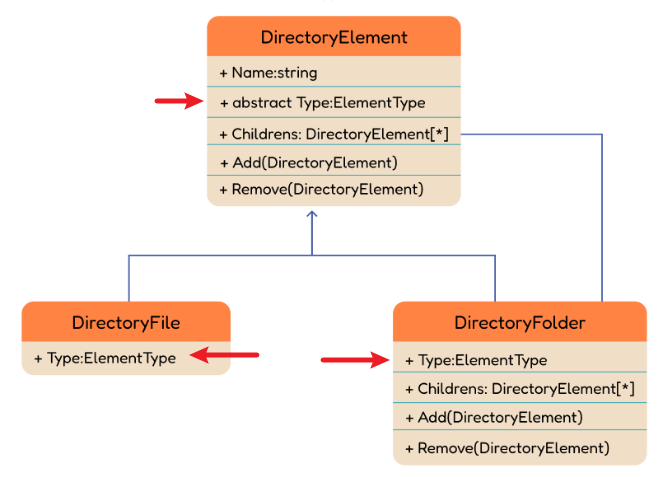 DirectoryElement
+ Name:string
+ abstract Type:ElementType
+ Childrens: DirectoryElement[*]
+ Add(DirectoryElement)
+ Remove(DirectoryElement)
DirectoryFile
+ Type:ElementType
DirectoryFolder
+ Type:ElementType
+ Childrens: DirectoryElement[*]
+ Add(DirectoryElement)
+ Remove(DirectoryElement)